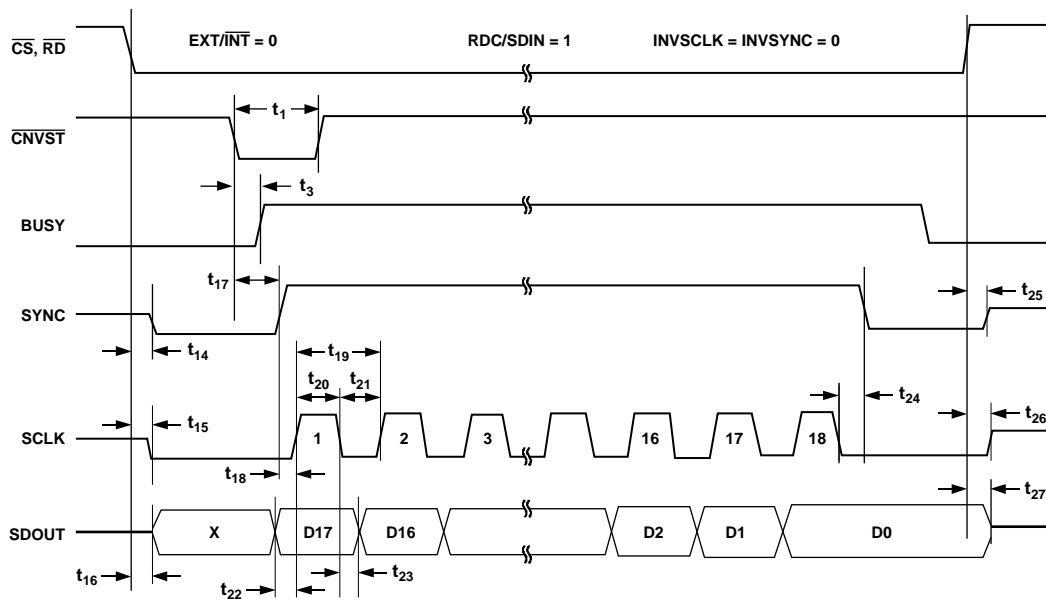 EXT/INT = 0 RDC/SDIN = 1 INVSCLK = INVSYNC = 0
CS, RD
t1
CNVST
t3
BUSY
t17
t25
SYNC
t14
t19
t20 t21
t24
t15
t26
SCLK
1 2 3 16 17 18
t18
t27
SDOUT
X D17 D16 D2 D1 D0
t16
t22
t23